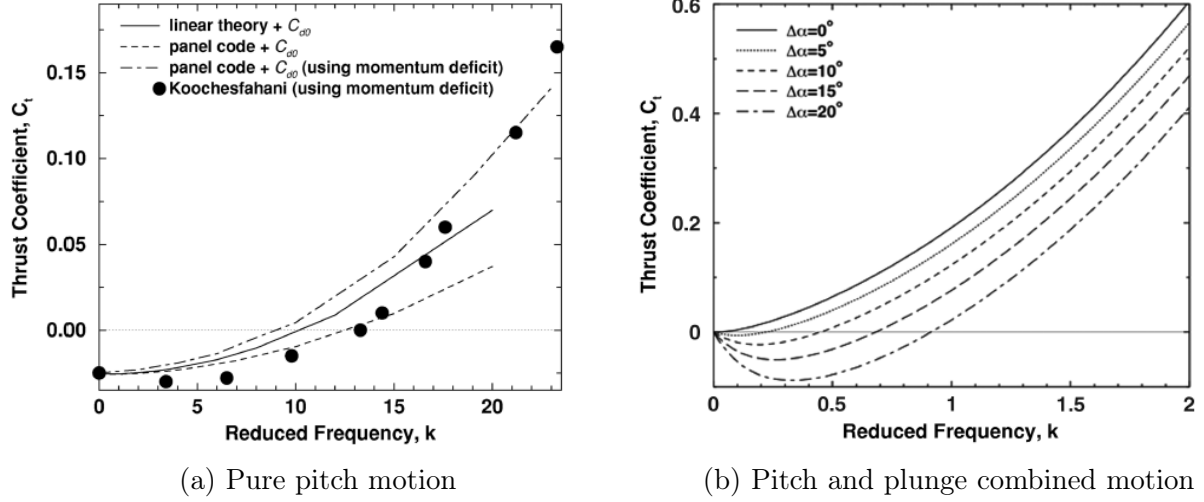 linear theory + C_d0
panel code + C_d0
panel code + C_d0 (using momentum deficit)
Koochesfahani (using momentum deficit)
0.15
0.10
0.05
0.00
Thrust Coefficient, C_t
0 5 10 15 20
Reduced Frequency, k
(a) Pure pitch motion
Δα=0°
Δα=5°
Δα=10°
Δα=15°
Δα=20°
0.6
0.4
0.2
0
Thrust Coefficient, C_t
0 0.5 1 1.5 2
Reduced Frequency, k
(b) Pitch and plunge combined motion